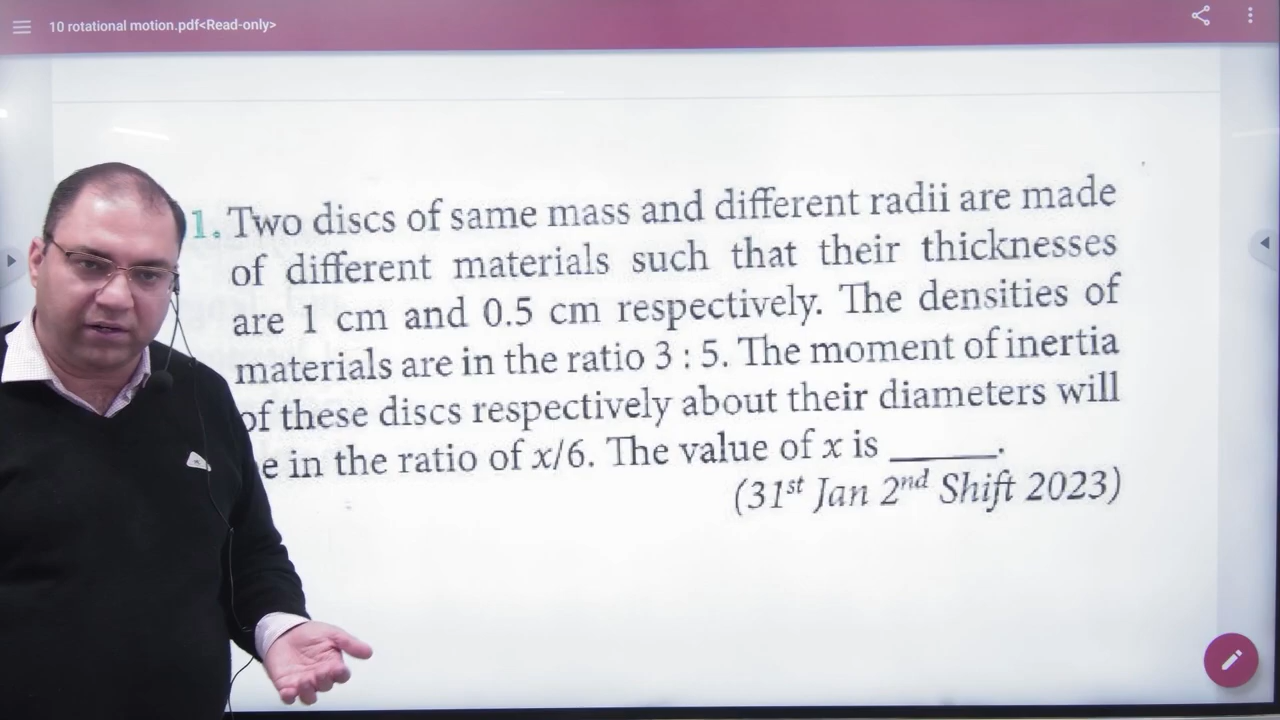 10 rotational motion.pdf<Read-only>
1. Two discs of same mass and different radii are made
of different materials such that their thicknesses
are 1 cm and 0.5 cm respectively. The densities of
materials are in the ratio 3 : 5. The moment of inertia
of these discs respectively about their diameters will
e in the ratio of x/6. The value of x is ______.
(31st Jan 2nd Shift 2023)